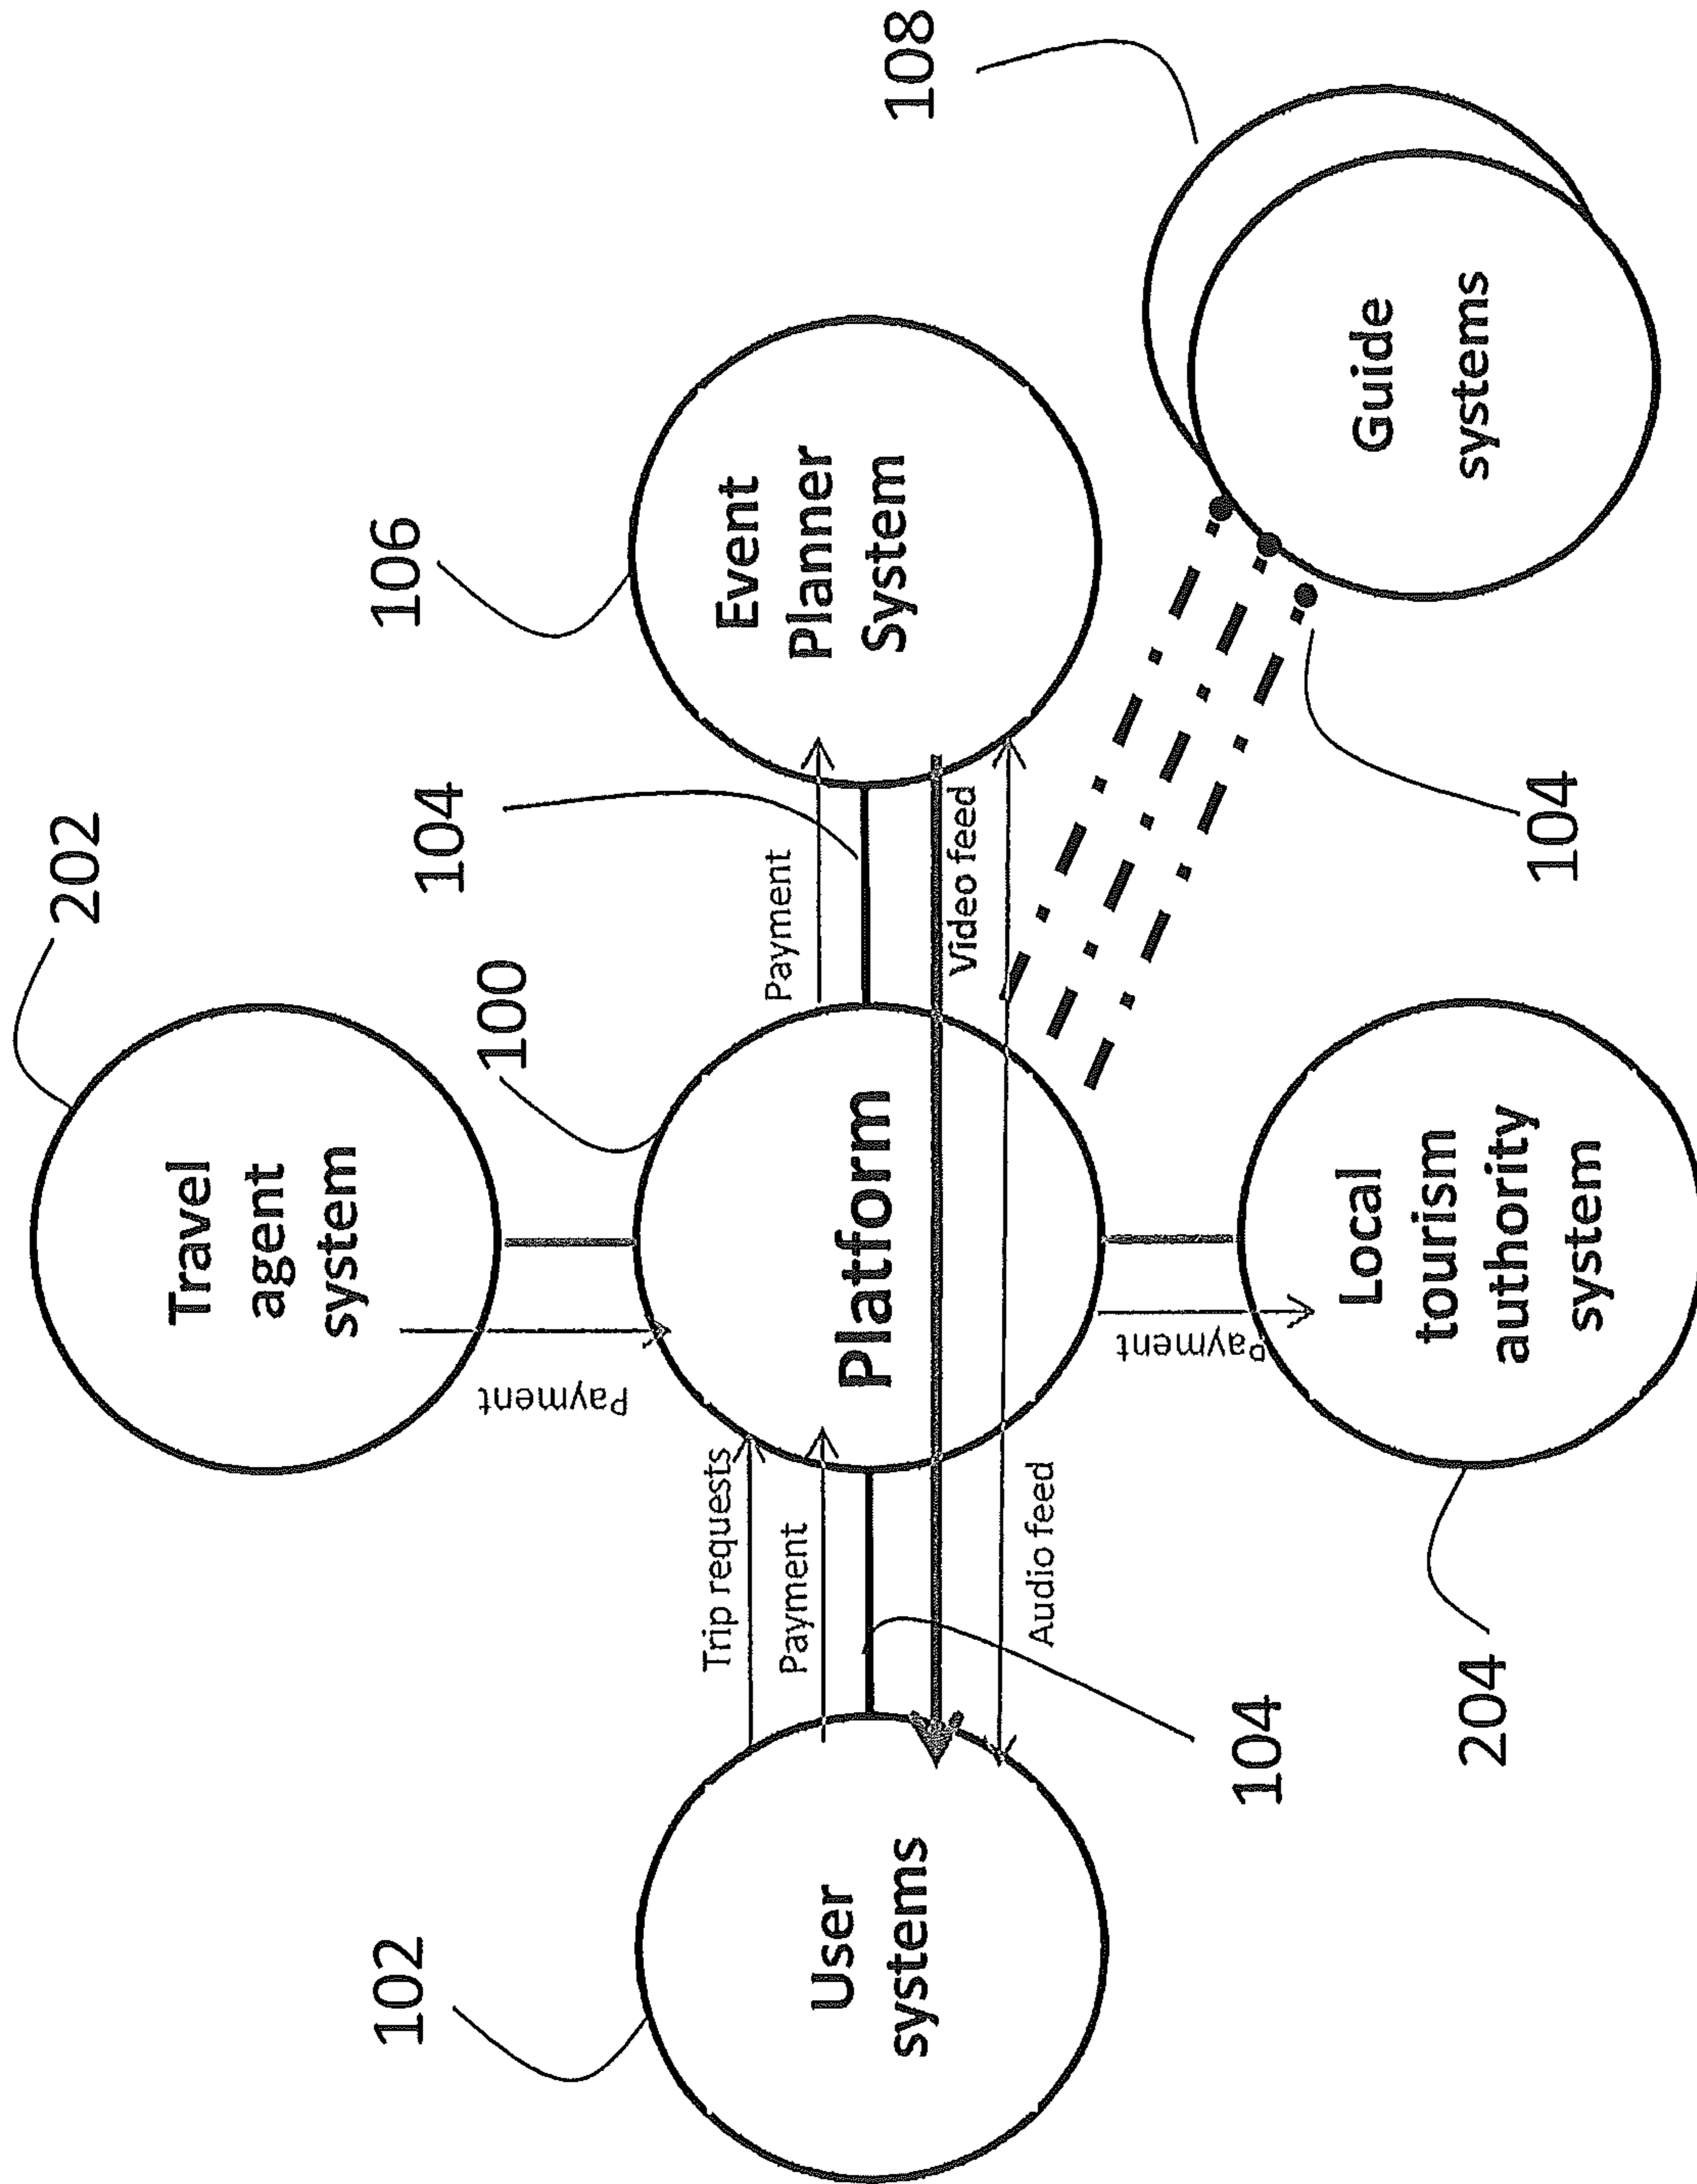 202
Travel
agent
system
102
106
104
100
Payment
Trip requests
Payment
Payment
User
systems
Platform
Event
Planner
System
108
Video feed
Audio feed
Payment
104
Local
tourism
authority
system
Guide
systems
204
104